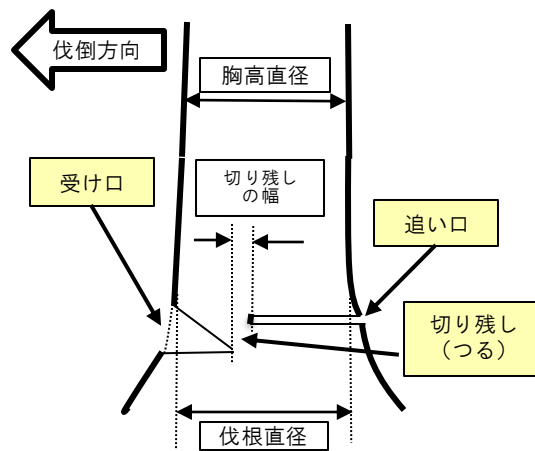 伐倒方向
胸高直径
切り残し
の幅
受け口
追い口
切り残し
（つる）
伐根直径